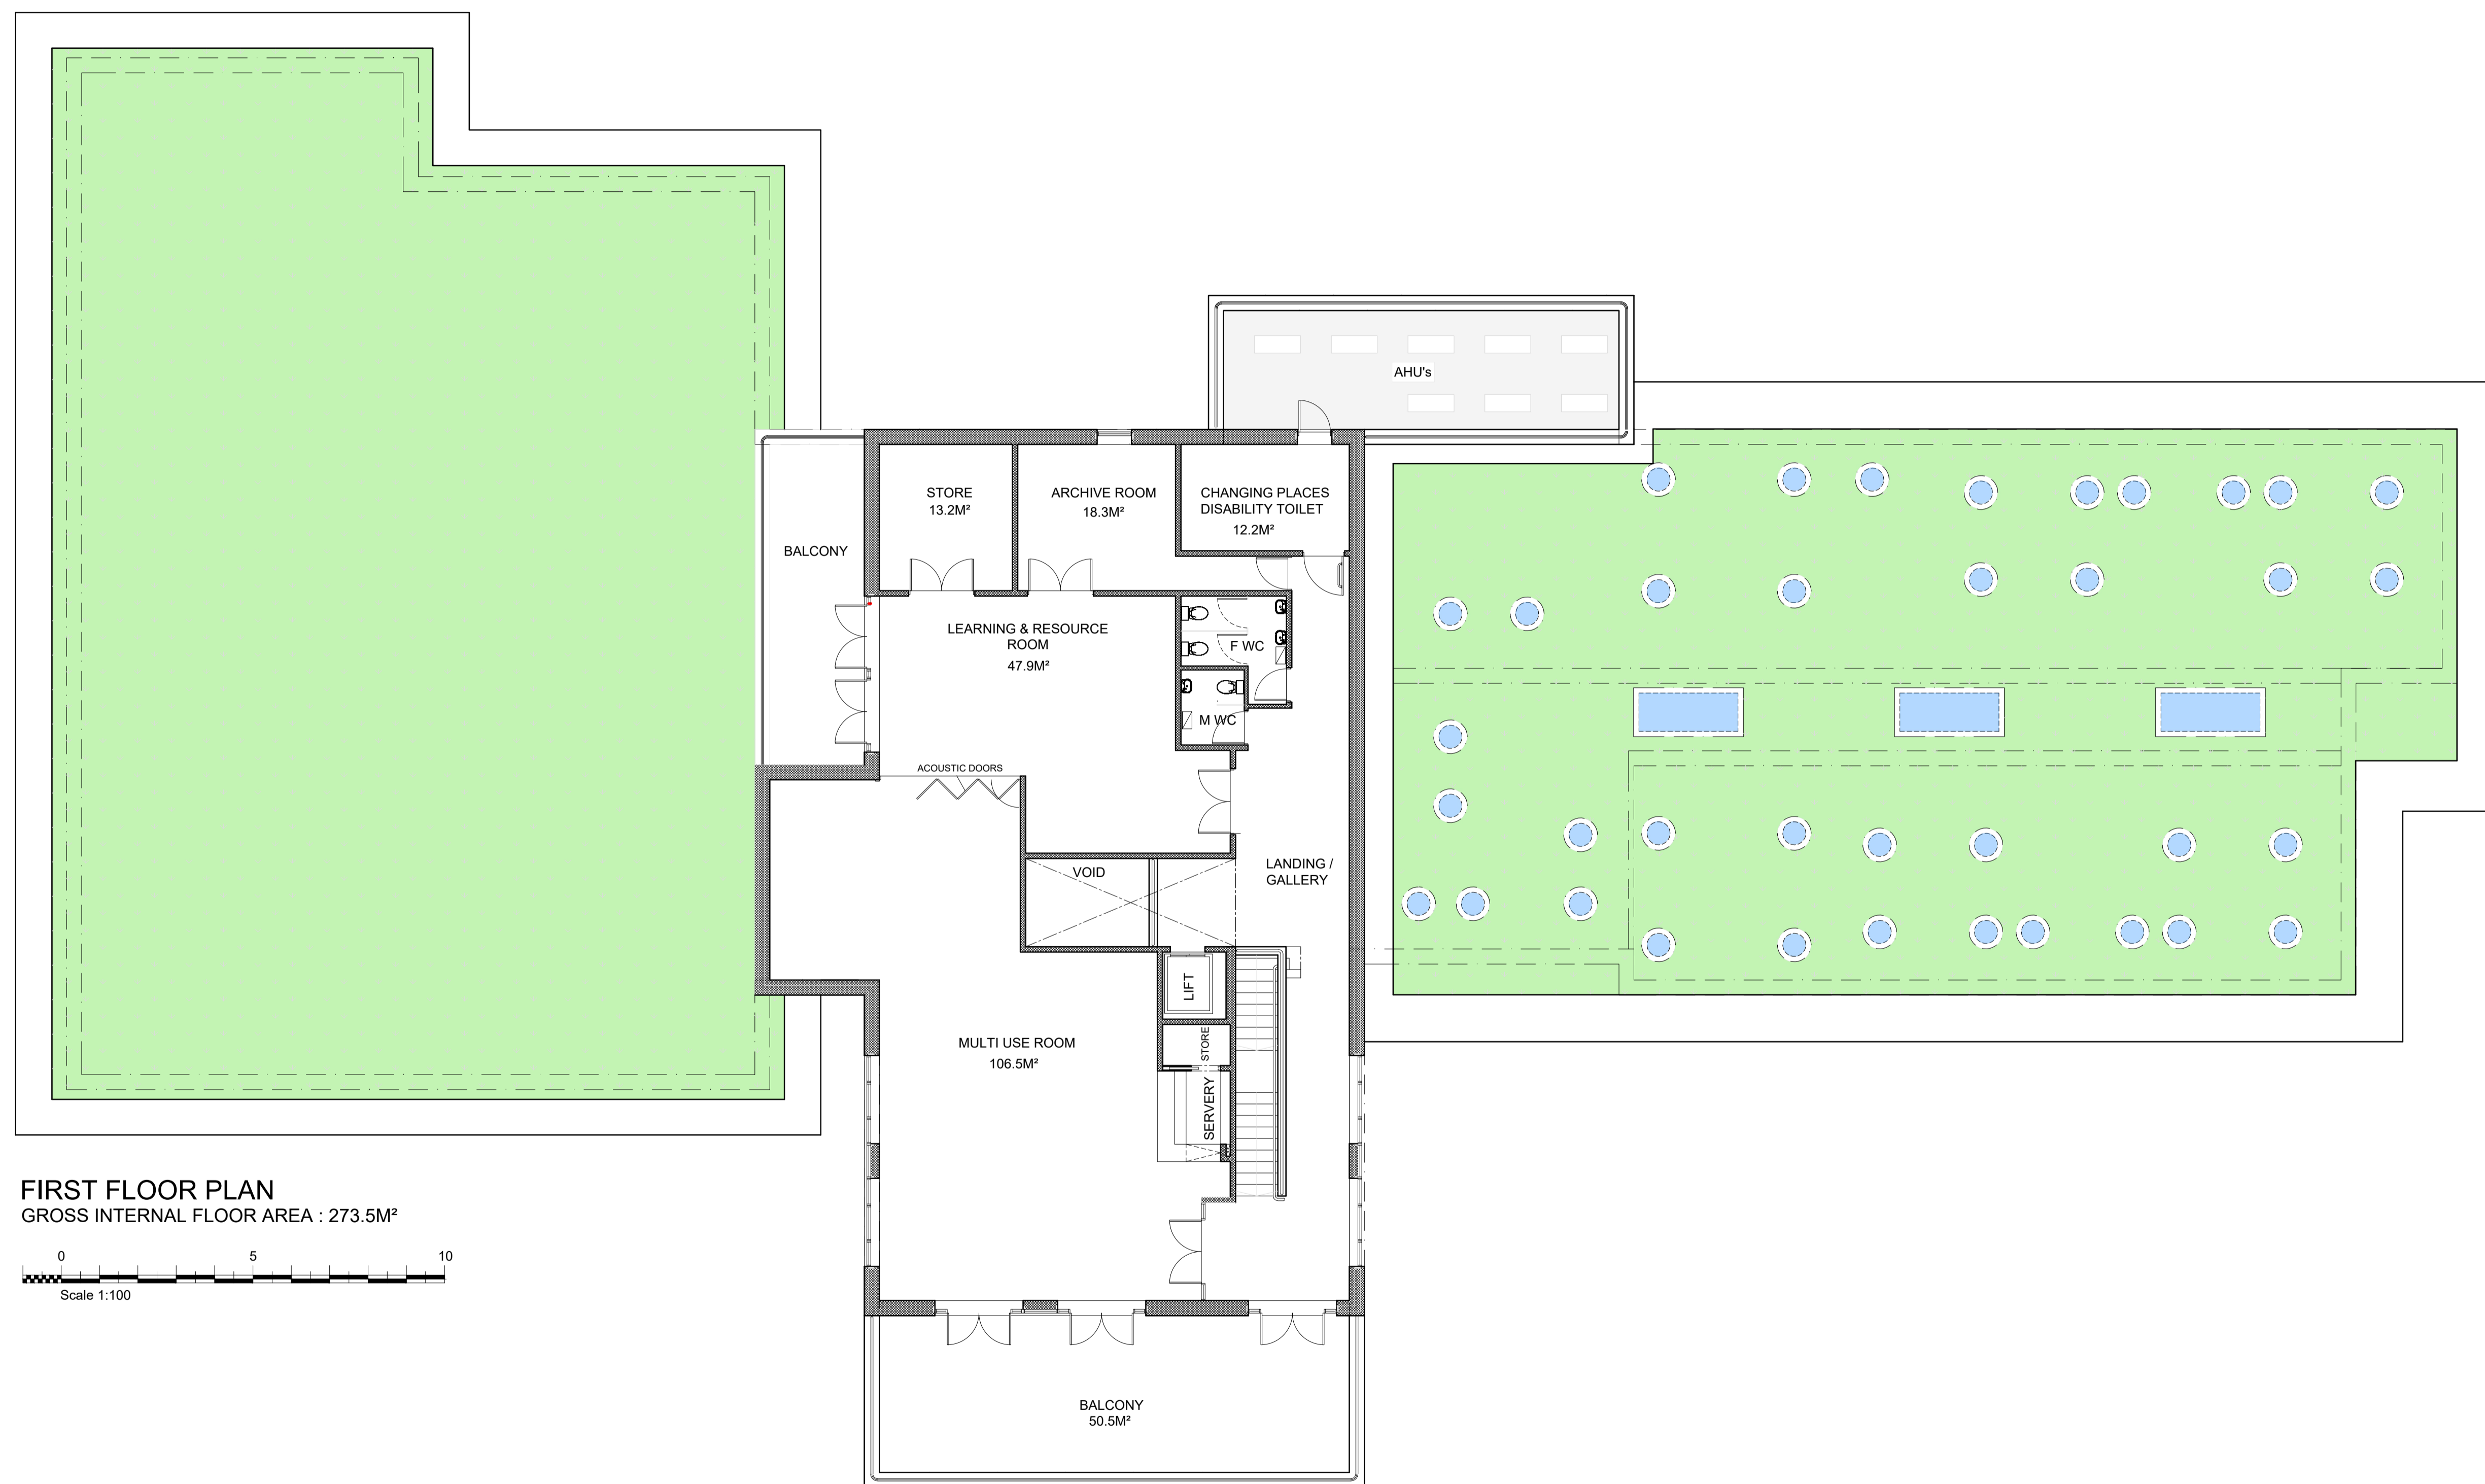 AHU's
STORE
13.2M²
ARCHIVE ROOM
18.3M²
CHANGING PLACES
DISABILITY TOILET
12.2M²
BALCONY
LEARNING & RESOURCE
ROOM
47.9M²
F WC
M WC
ACOUSTIC DOORS
VOID
LANDING /
GALLERY
LIFT
STORE
SERVERY
MULTI USE ROOM
106.5M²
BALCONY
50.5M²
FIRST FLOOR PLAN
GROSS INTERNAL FLOOR AREA : 273.5M²
0 5 10
Scale 1:100